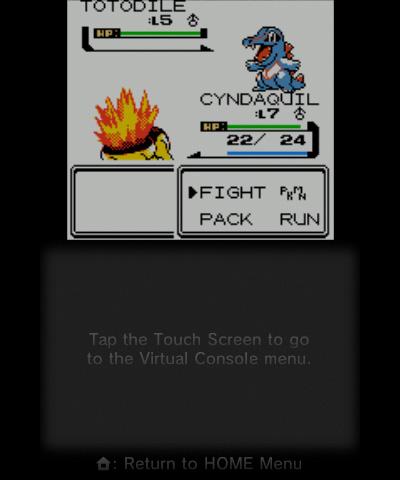 TOTODILE
:L5 ♂
HP:
CYNDAQUIL
:L7 ♂
HP:
22/ 24
▶FIGHT PKMN
PACK RUN
Tap the Touch Screen to go
to the Virtual Console menu.
: Return to HOME Menu